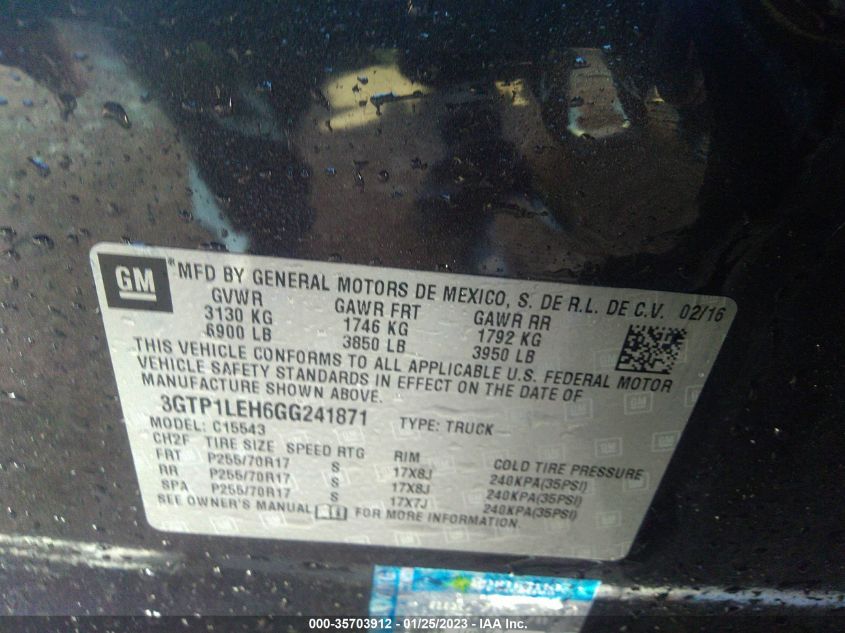 GM ® MFD BY GENERAL MOTORS DE MEXICO, S. DE R.L. DE C.V. 02/16
GVWR GAWR FRT GAWR RR
3130 KG 1746 KG 1792 KG
6900 LB 3850 LB 3950 LB
THIS VEHICLE CONFORMS TO ALL APPLICABLE U.S. FEDERAL MOTOR
VEHICLE SAFETY STANDARDS IN EFFECT ON THE DATE OF
MANUFACTURE SHOWN ABOVE.
3GTP1LEH6GG241871 TYPE: TRUCK
MODEL: C15543
CH2F TIRE SIZE SPEED RTG RIM COLD TIRE PRESSURE
FRT P255/70R17 S 17X8J 240KPA(35PSI)
RR P255/70R17 S 17X8J 240KPA(35PSI)
SPA P255/70R17 S 17X7J 240KPA(35PSI)
SEE OWNER'S MANUAL FOR MORE INFORMATION.
000-35703912 - 01/25/2023 - IAA Inc.